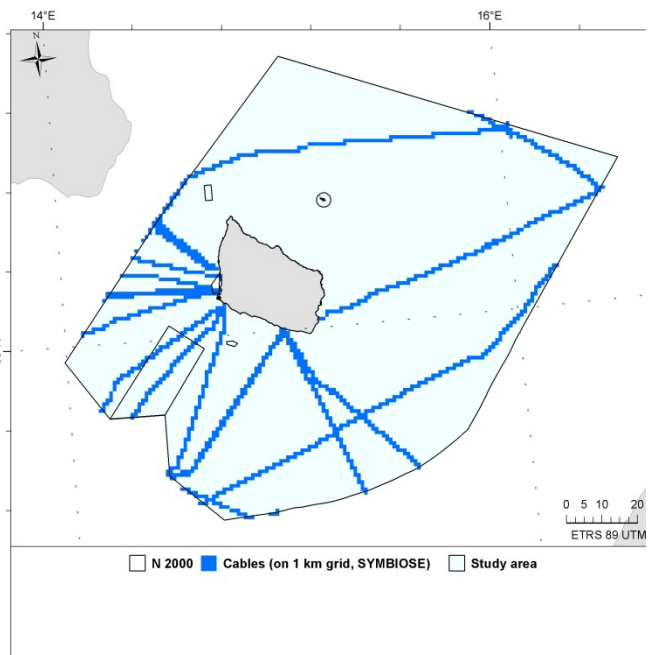 14°E
16°E
N
0 5 10 20
ETRS 89 UTM
N 2000
Cables (on 1 km grid, SYMBIOSE)
Study area